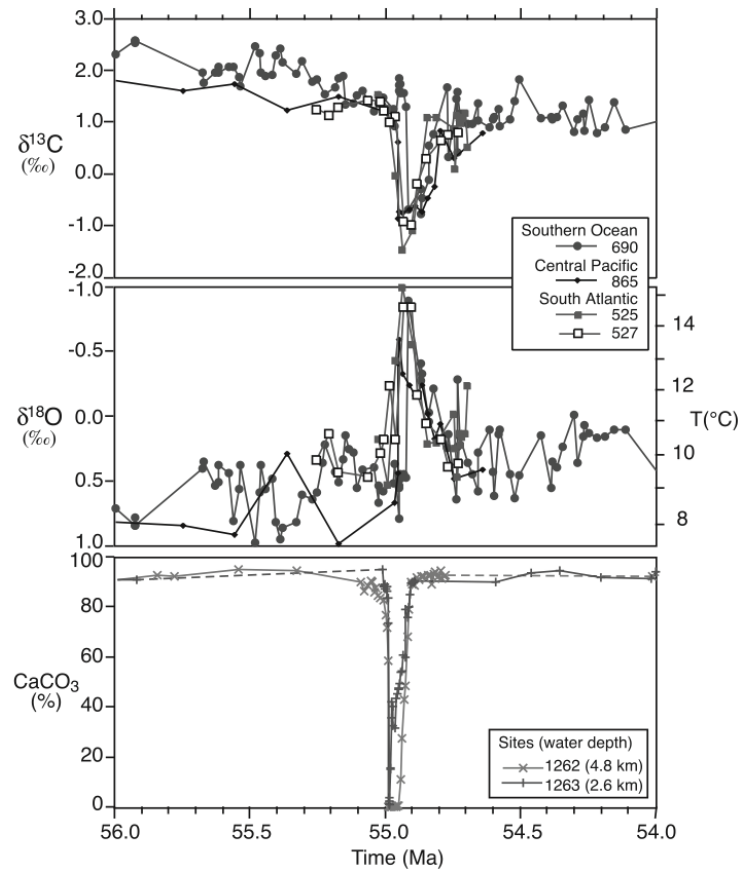 3.0
2.0
1.0
0.0
-1.0
-2.0
δ13C
(‰)
Southern Ocean
690
Central Pacific
865
South Atlantic
525
527
-1.0
-0.5
0.0
0.5
1.0
δ18O
(‰)
14
12
10
8
T(°C)
100
80
60
40
20
0
CaCO3
(%)
Sites (water depth)
1262 (4.8 km)
1263 (2.6 km)
56.0 55.5 55.0 54.5 54.0
Time (Ma)